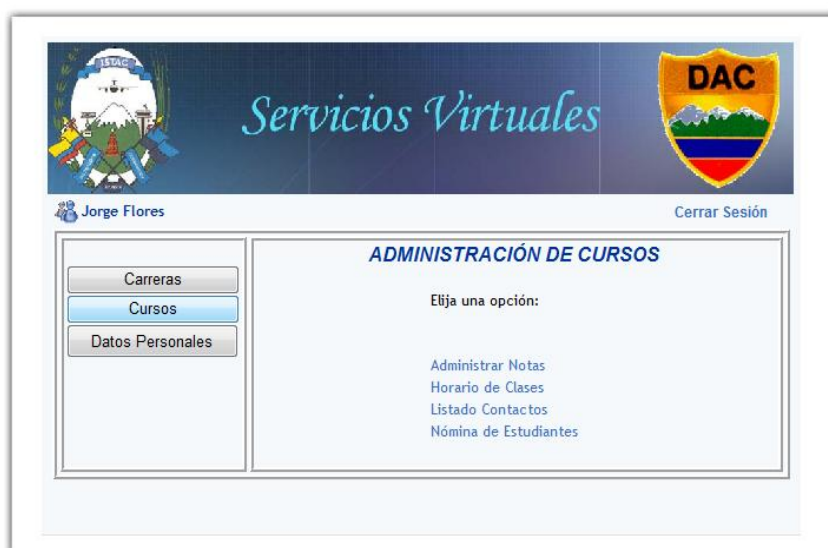 ISTAC
DAC
Servicios Virtuales
Jorge Flores
Cerrar Sesión
Carreras
Cursos
Datos Personales
ADMINISTRACIÓN DE CURSOS
Elija una opción:
Administrar Notas
Horario de Clases
Listado Contactos
Nómina de Estudiantes